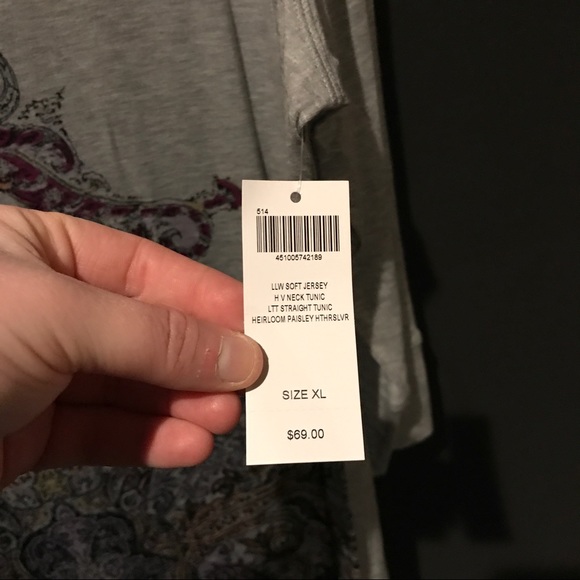 514
451005742189
LLW SOFT JERSEY
H V NECK TUNIC
LTT STRAIGHT TUNIC
HEIRLOOM PAISLEY HTHRSLVR
SIZE XL
$69.00